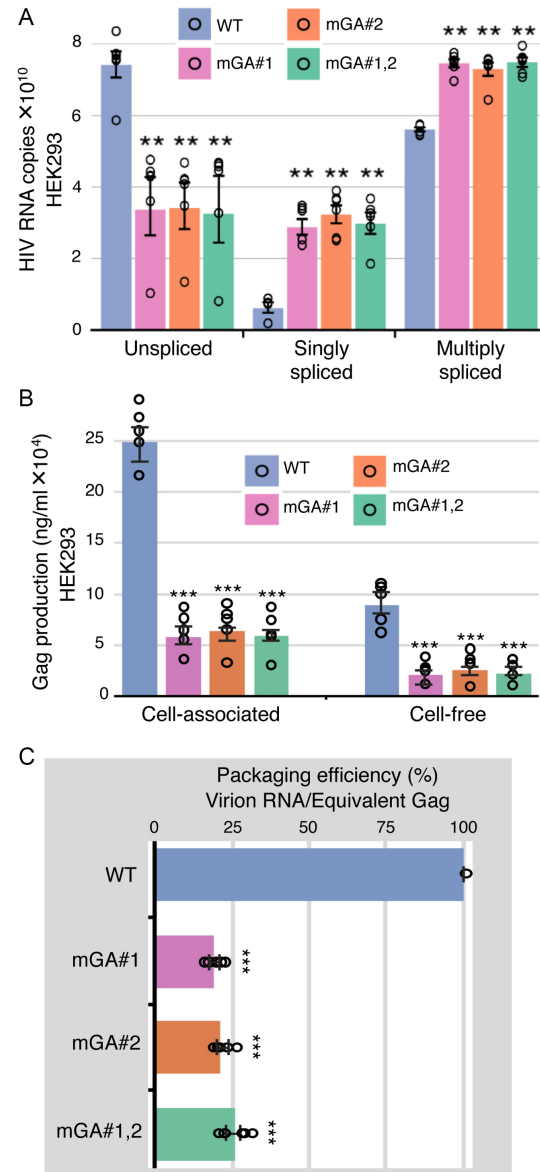 A
WT
mGA#2
mGA#1
mGA#1,2
HIV RNA copies ×10¹⁰
HEK293
8
6
4
2
0
** ** **
** ** **
** ** **
Unspliced
Singly
spliced
Multiply
spliced
B
Gag production (ng/ml ×10⁴)
HEK293
25
20
15
10
5
0
WT
mGA#2
mGA#1
mGA#1,2
*** *** ***
*** *** ***
Cell-associated
Cell-free
C
Packaging efficiency (%)
Virion RNA/Equivalent Gag
0 25 50 75 100
WT
mGA#1
***
mGA#2
***
mGA#1,2
***